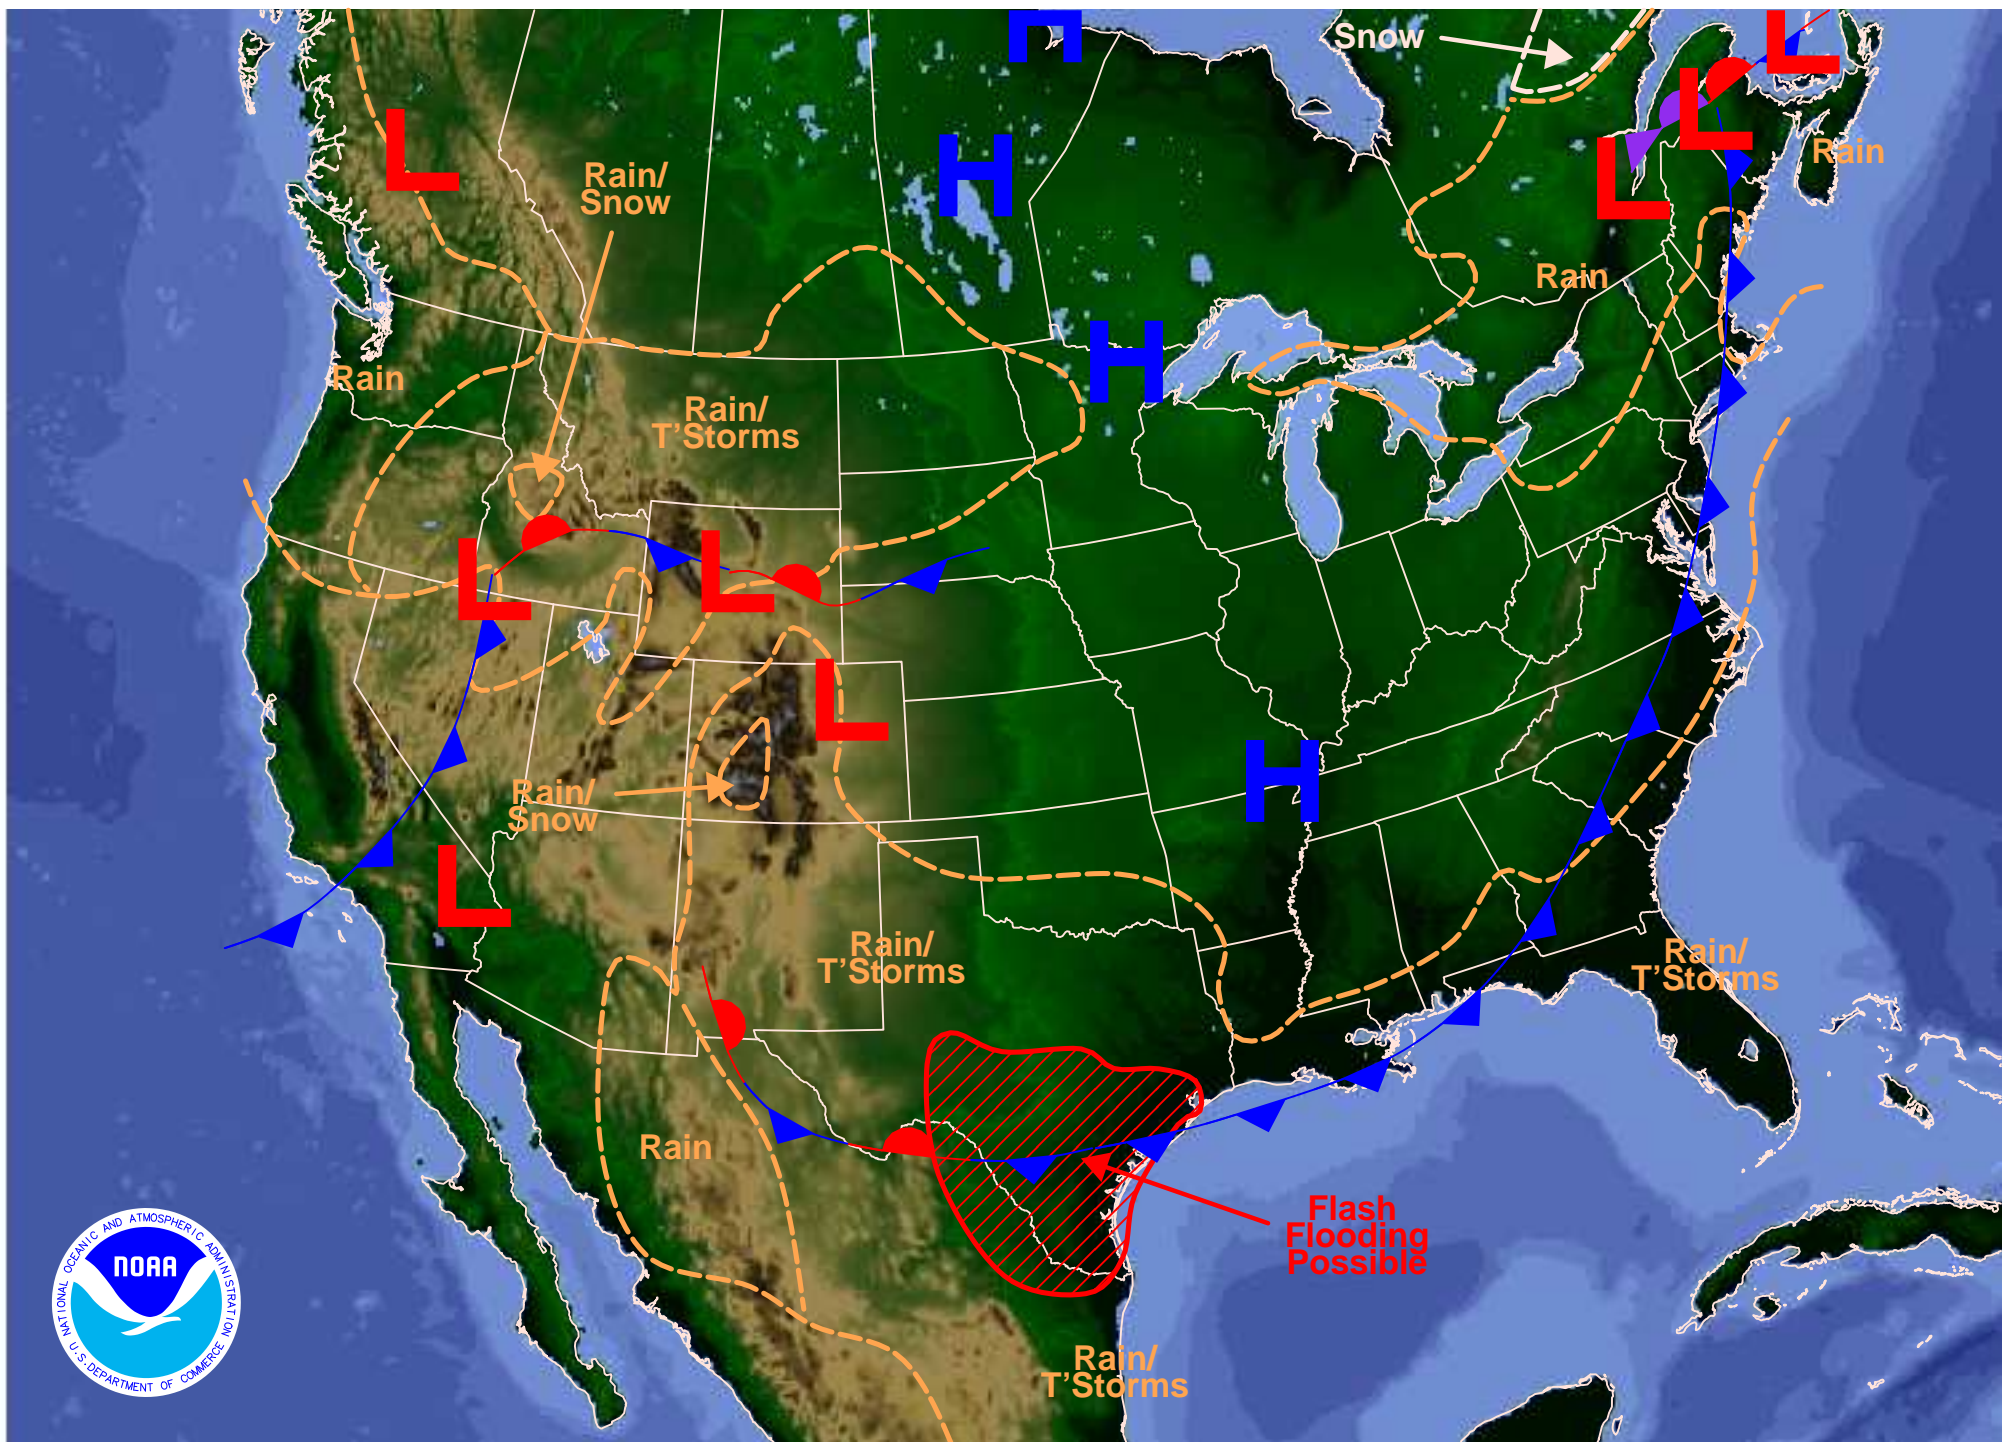 H
Snow
L
L
L
Rain
L
H
Rain/
Snow
Rain
H
Rain
Rain/
T'Storms
L
L
L
H
Rain/
Snow
L
Rain/
T'Storms
Rain/
T'Storms
Rain
Flash
Flooding
Possible
Rain/
T'Storms
NATIONAL OCEANIC AND ATMOSPHERIC ADMINISTRATION
NOAA
U.S. DEPARTMENT OF COMMERCE